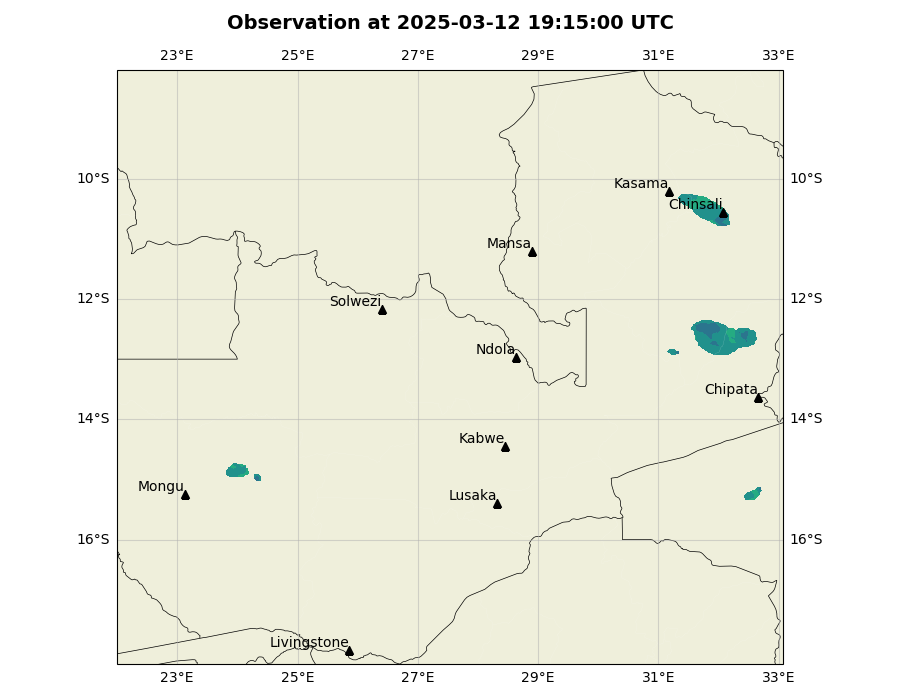 Observation at 2025-03-12 19:15:00 UTC
23°E 25°E 27°E 29°E 31°E 33°E
10°S 10°S
Kasama
Chinsali
Mansa
12°S 12°S
Solwezi
Ndola
Chipata
14°S 14°S
Kabwe
Mongu
Lusaka
16°S 16°S
Livingstone
23°E 25°E 27°E 29°E 31°E 33°E